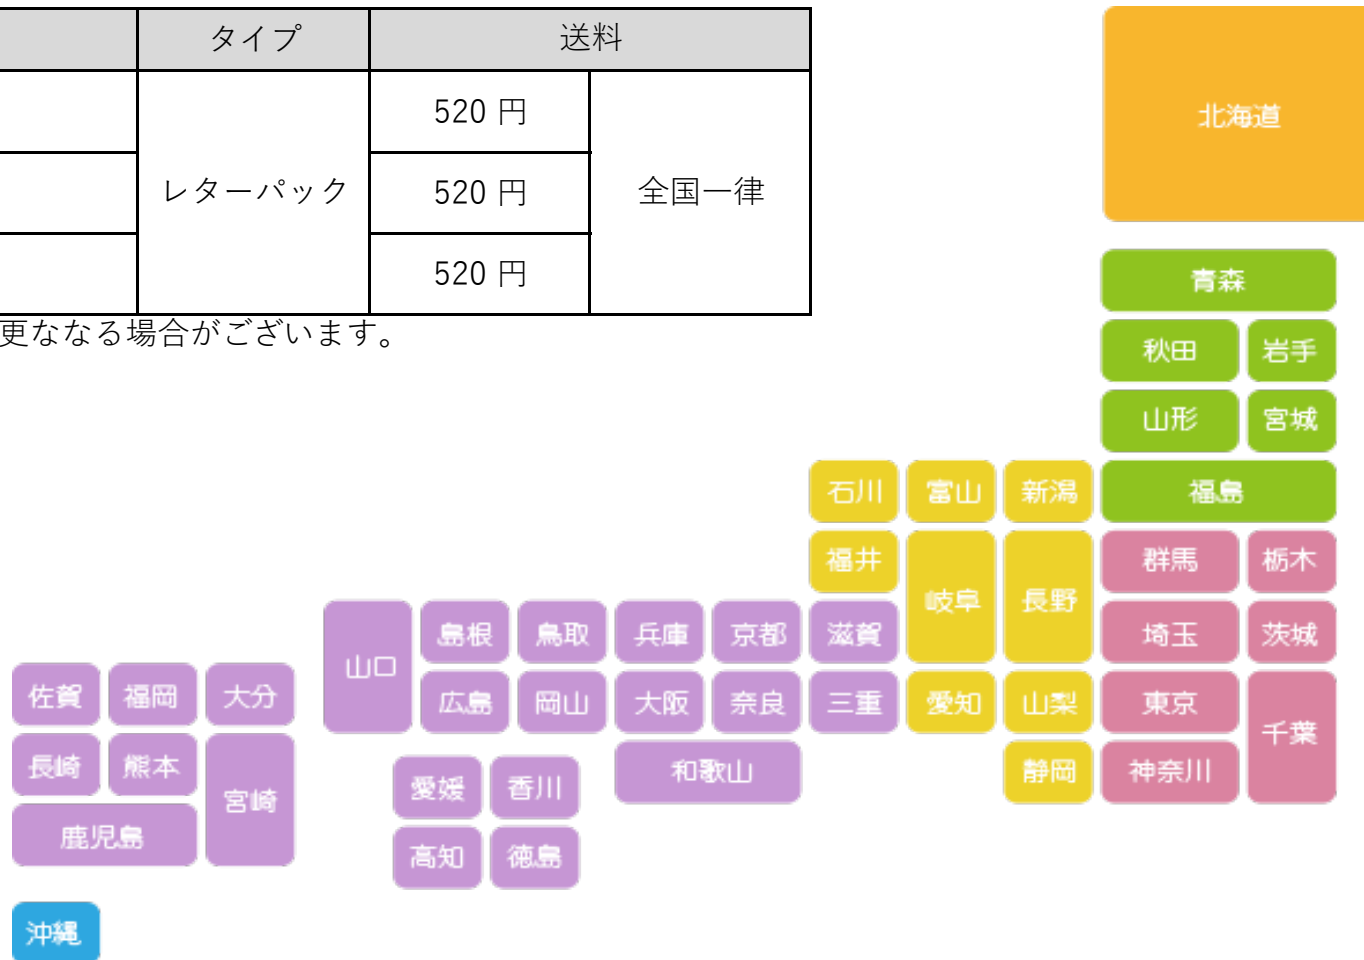 タイプ 送料
520 円
レターパック 520 円 全国一律
520 円
更ななる場合がございます。
北海道
青森
秋田 岩手
山形 宮城
石川 富山 新潟 福島
福井 岐阜 長野 群馬 栃木
山口 島根 鳥取 兵庫 京都 滋賀 埼玉 茨城
佐賀 福岡 大分 広島 岡山 大阪 奈良 三重 愛知 山梨 東京 千葉
長崎 熊本 宮崎 愛媛 香川 和歌山 静岡 神奈川
鹿児島 高知 徳島
沖縄